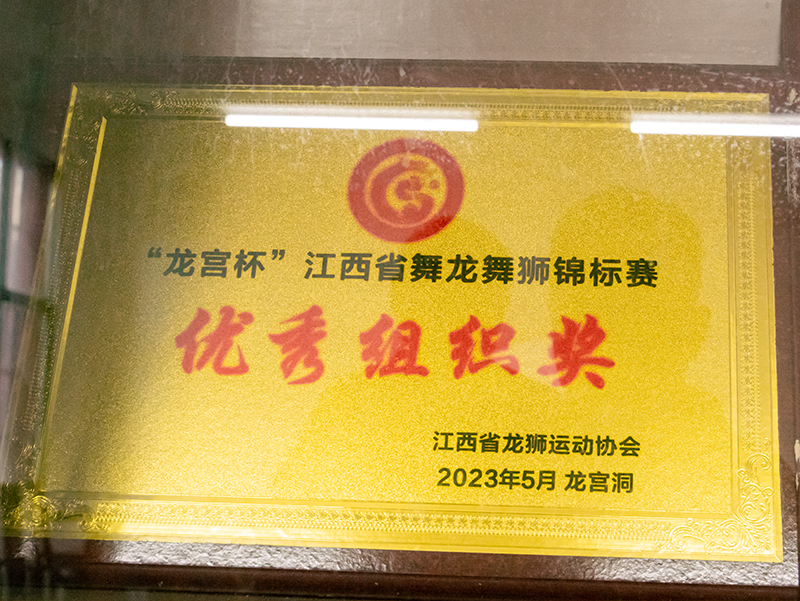 “龙宫杯”江西省舞龙舞狮锦标赛
优秀组织奖
江西省龙狮运动协会
2023年5月 龙宫洞